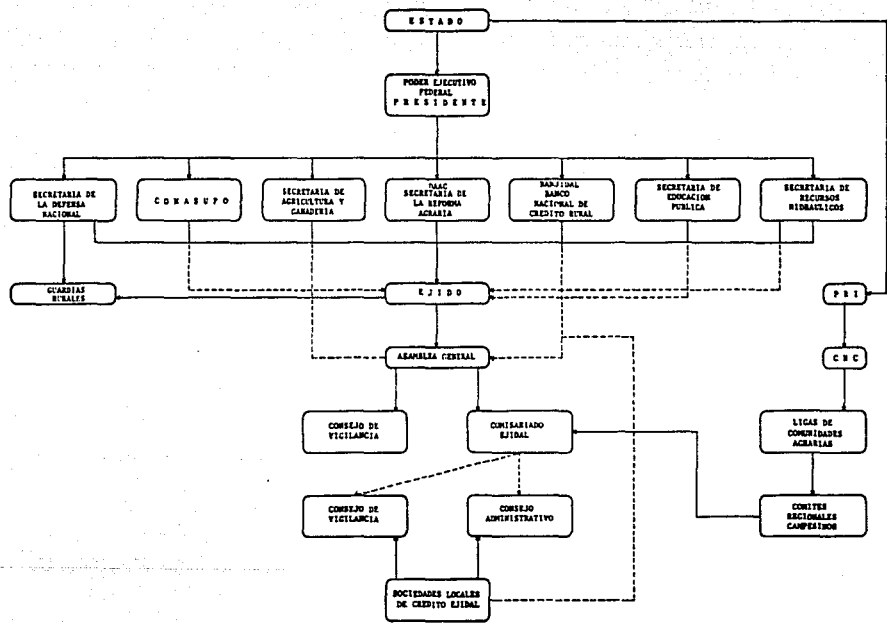 ESTADO
PODER EJECUTIVO
FEDERAL
PRESIDENTE
SECRETARIA DE
LA DEFENSA
NACIONAL
CONASUPO
SECRETARIA DE
AGRICULTURA Y
GANADERIA
DAAC
SECRETARIA DE
LA REFORMA
AGRARIA
BANJIDAL
BANCO
NACIONAL DE
CREDITO RURAL
SECRETARIA DE
EDUCACION
PUBLICA
SECRETARIA DE
RECURSOS
HIDRAULICOS
GUARDIAS
RURALES
EJIDO
PRI
ASAMBLEA GENERAL
CNC
CONSEJO DE
VIGILANCIA
COMISARIADO
EJIDAL
LIGAS DE
COMUNIDADES
AGRARIAS
CONSEJO DE
VIGILANCIA
CONSEJO
ADMINISTRATIVO
COMITES
REGIONALES
CAMPESINOS
SOCIEDADES LOCALES
DE CREDITO EJIDAL